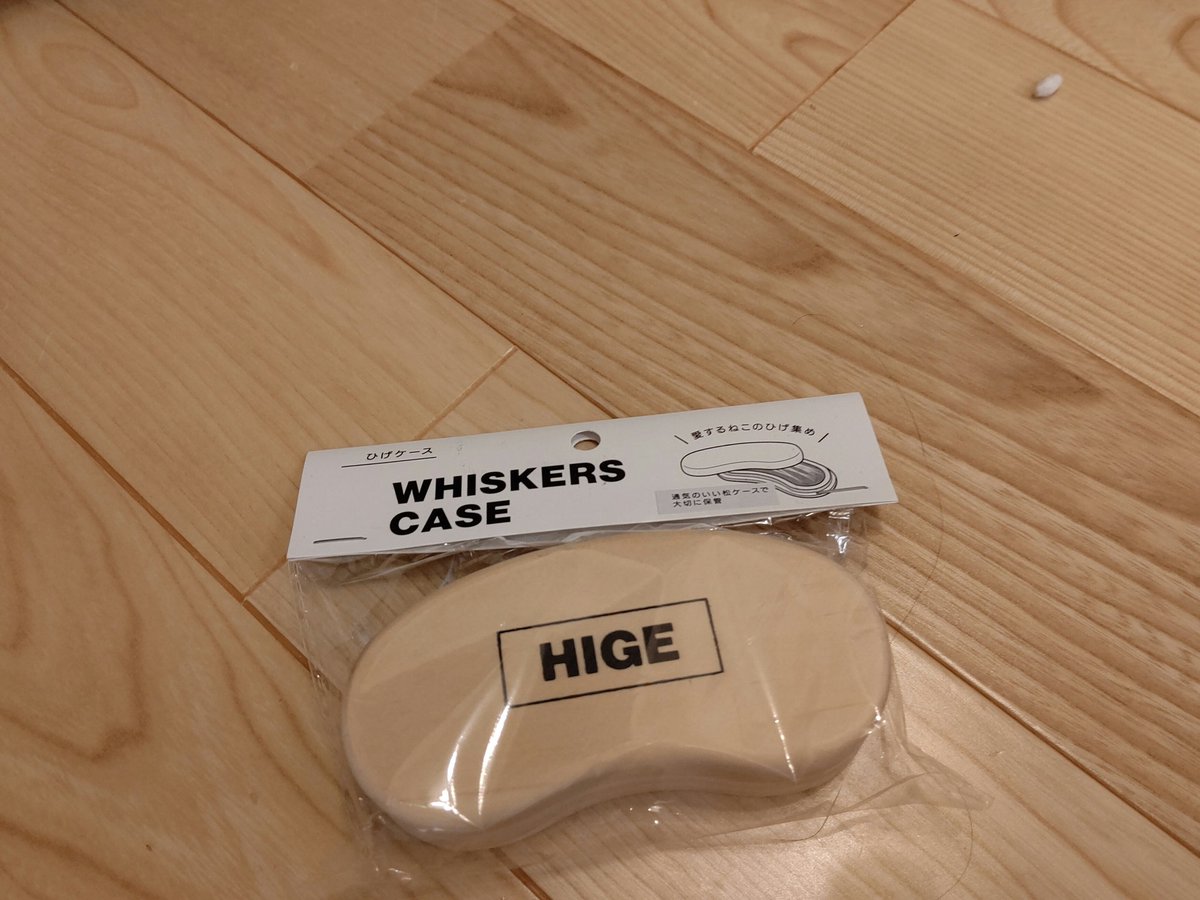 ひげケース
WHISKERS
CASE
愛するねこのひげ集め
通気のいい松ケースで
大切に保管
HIGE